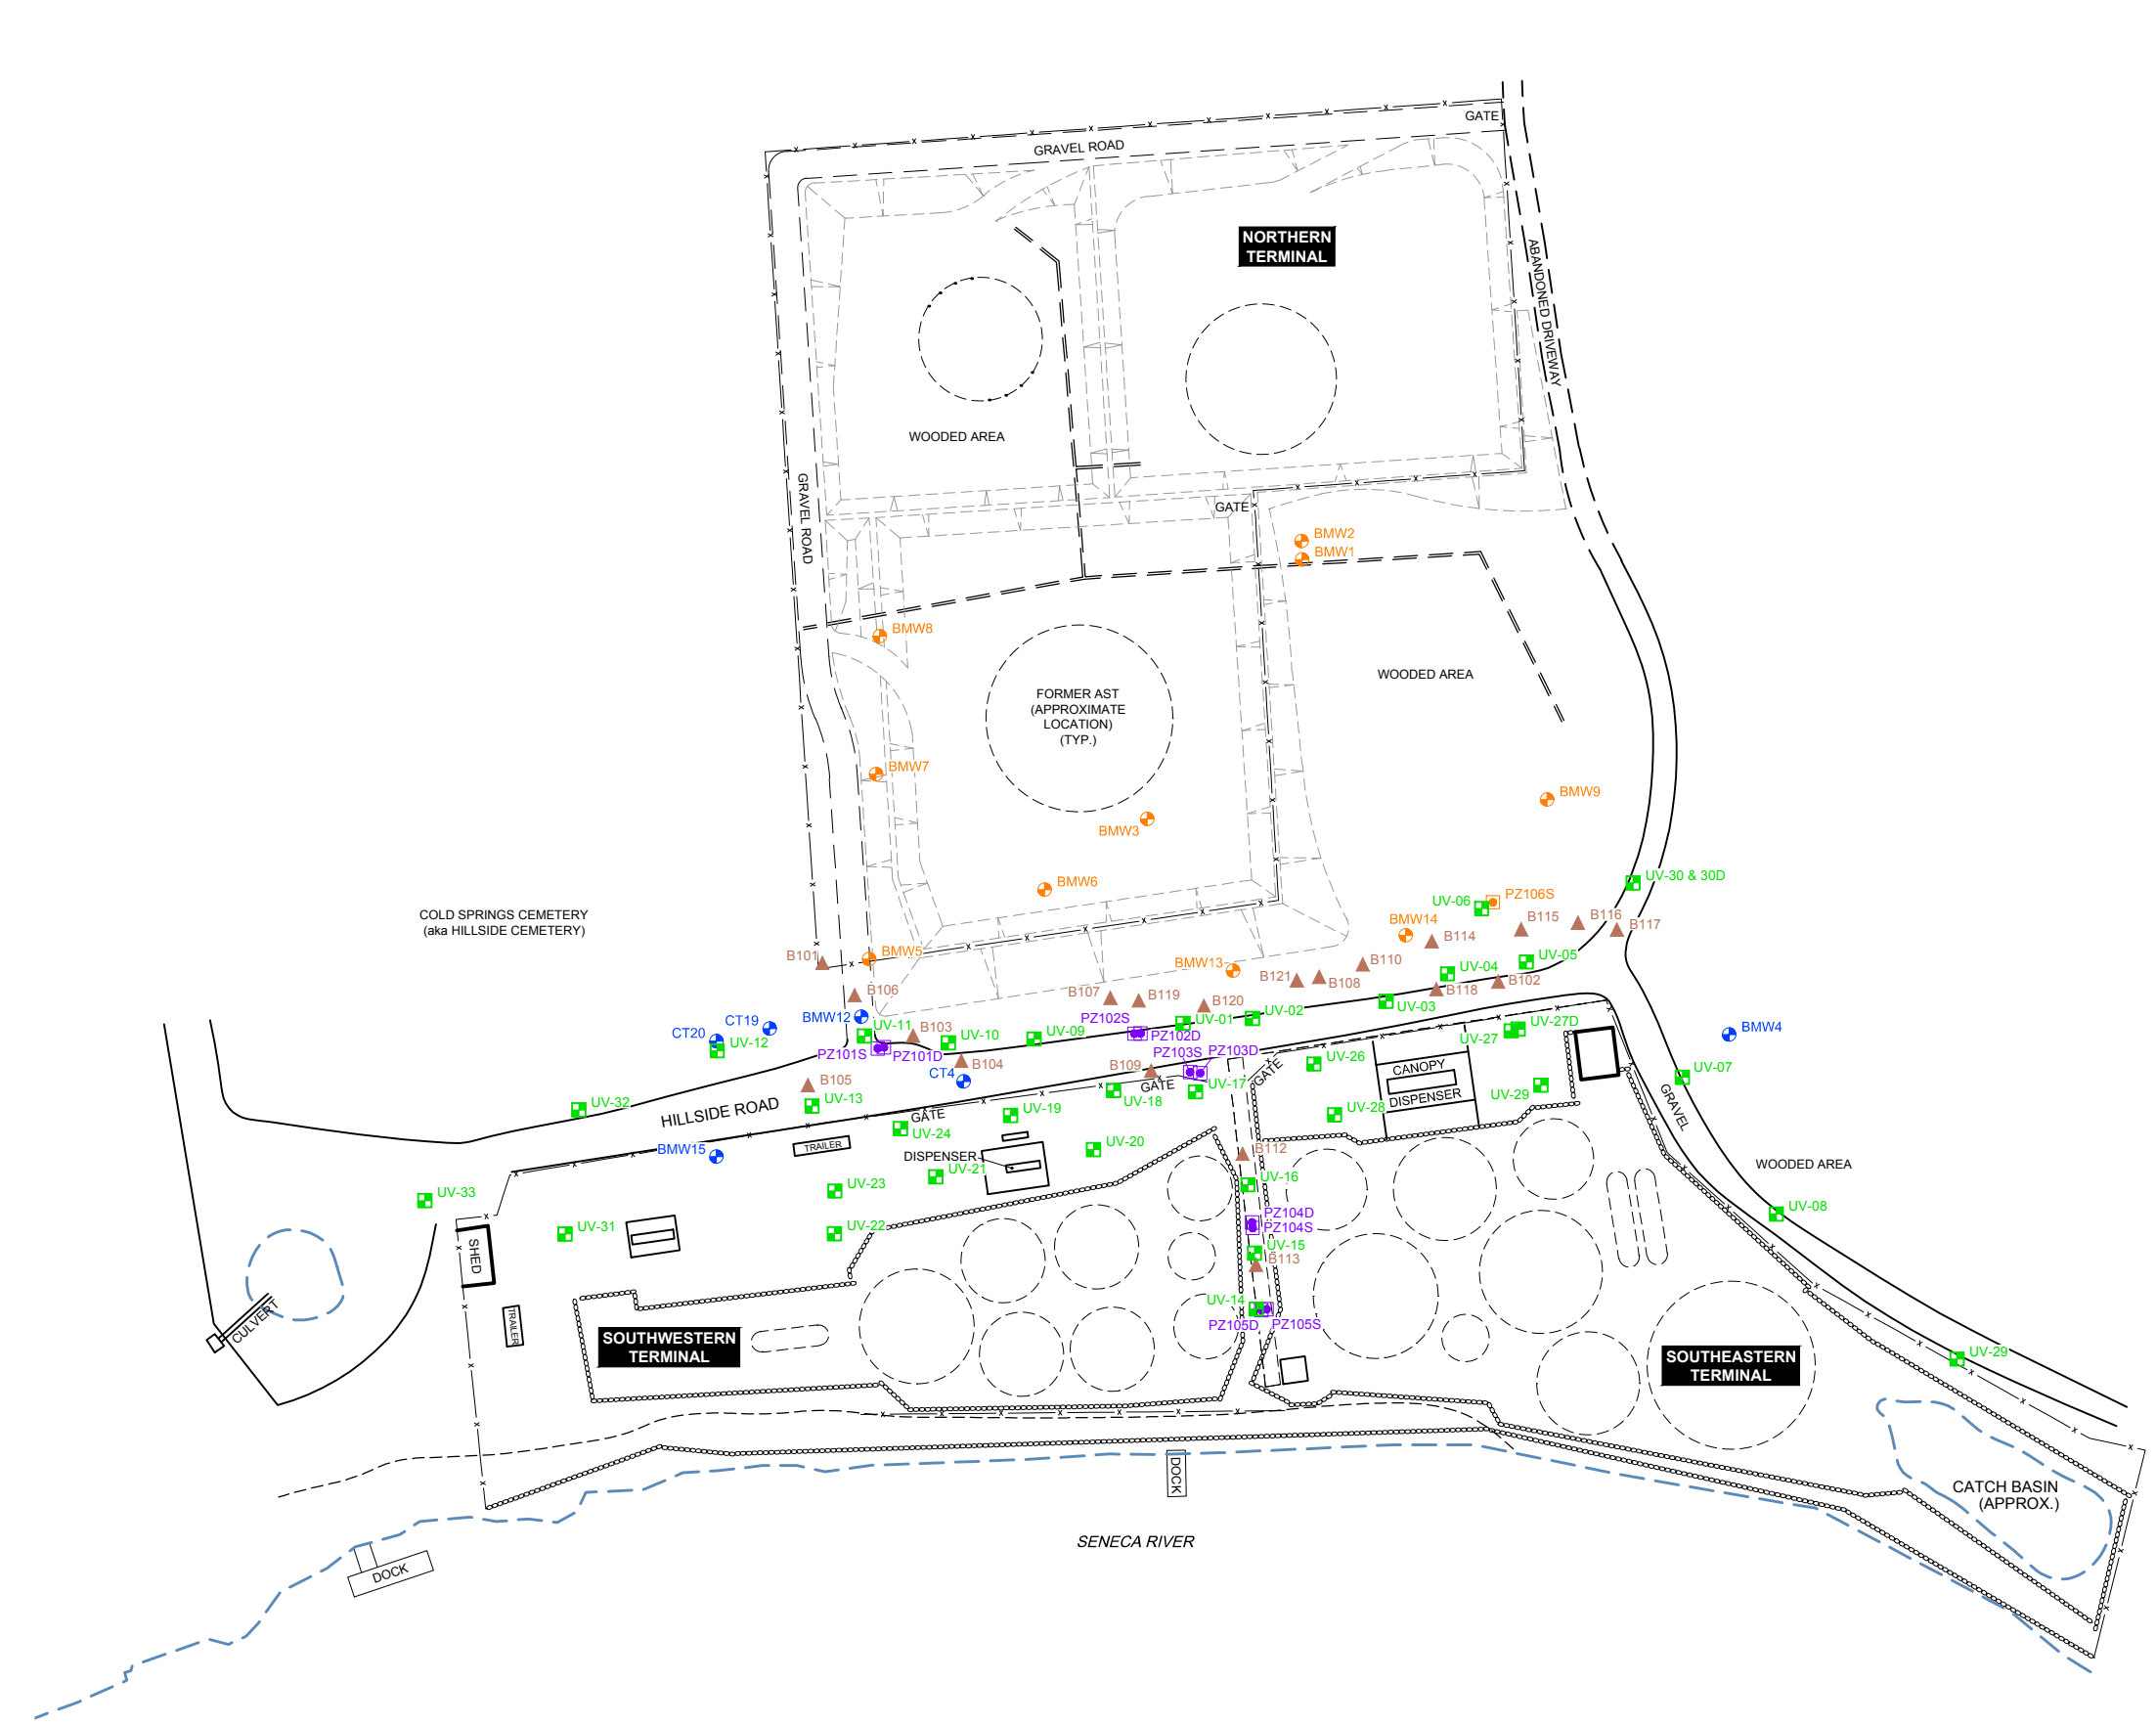 GATE
GRAVEL ROAD
NORTHERN
TERMINAL
ABANDONED DRIVEWAY
WOODED AREA
GRAVEL ROAD
GATE
BMW2
BMW1
BMW8
WOODED AREA
FORMER AST
(APPROXIMATE
LOCATION)
(TYP.)
BMW7
BMW9
BMW3
BMW6
UV-30 & 30D
PZ106S
UV-06
COLD SPRINGS CEMETERY
(aka HILLSIDE CEMETERY)
BMW14
B115
B116
B117
B114
BMW5
B101
BMW13
B110
UV-05
UV-04
B121
B108
B102
B118
B106
B107
B119
B120
UV-03
UV-02
UV-01
CT19
BMW12
PZ102S
CT20
UV-12
UV-11
B103
UV-10
UV-09
PZ102D
UV-27D
UV-27
BMW4
PZ101S
PZ101D
PZ103S
PZ103D
B104
B109
CT4
GATE
GATE
UV-26
CANOPY
DISPENSER
UV-07
B105
UV-13
UV-17
UV-18
UV-29
UV-28
GRAVEL
UV-32
HILLSIDE ROAD
GATE
UV-19
UV-24
TRAILER
BMW15
DISPENSER
UV-20
B112
WOODED AREA
UV-21
UV-23
UV-16
UV-33
UV-22
UV-31
PZ104D
PZ104S
UV-08
SHED
UV-15
B113
UV-14
PZ105D
PZ105S
CULVERT
TRAILER
SOUTHWESTERN
TERMINAL
SOUTHEASTERN
TERMINAL
UV-29
DOCK
CATCH BASIN
(APPROX.)
SENECA RIVER
DOCK